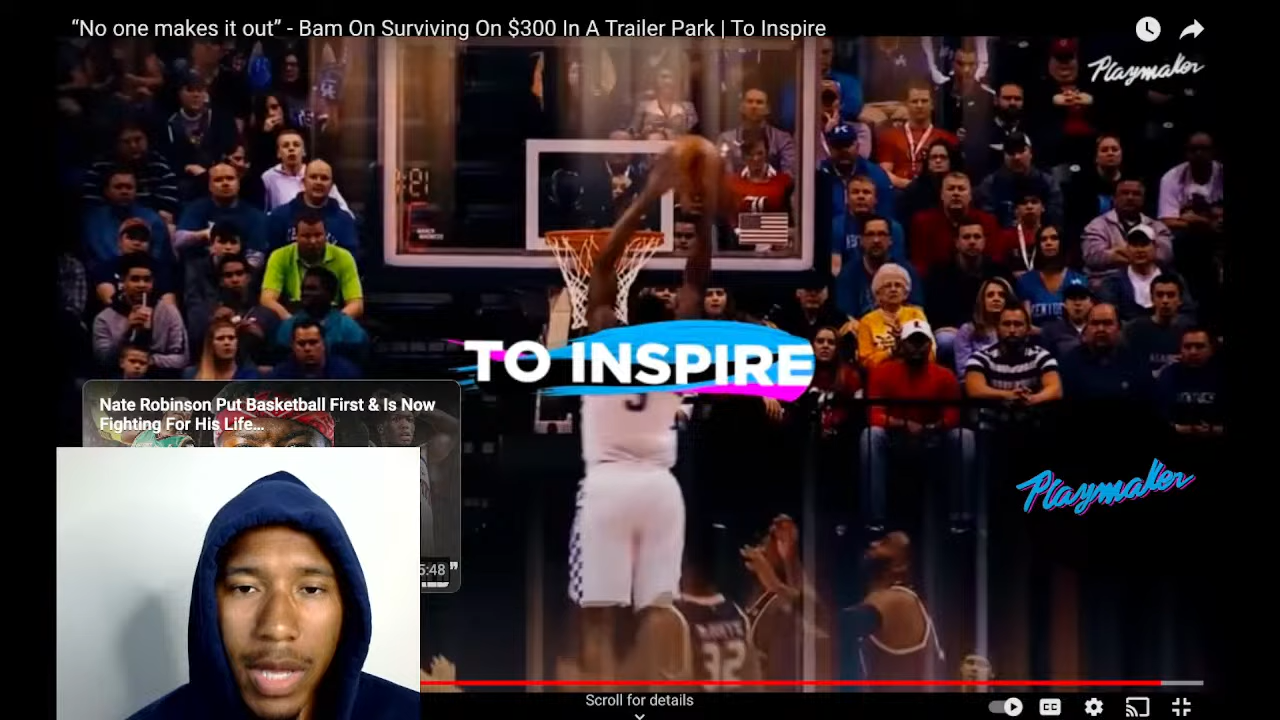 “No one makes it out” - Bam On Surviving On $300 In A Trailer Park | To Inspire
Playmaker
TO INSPIRE
Nate Robinson Put Basketball First & Is Now
Fighting For His Life...
Playmaker
5:48
32
Scroll for details
CC